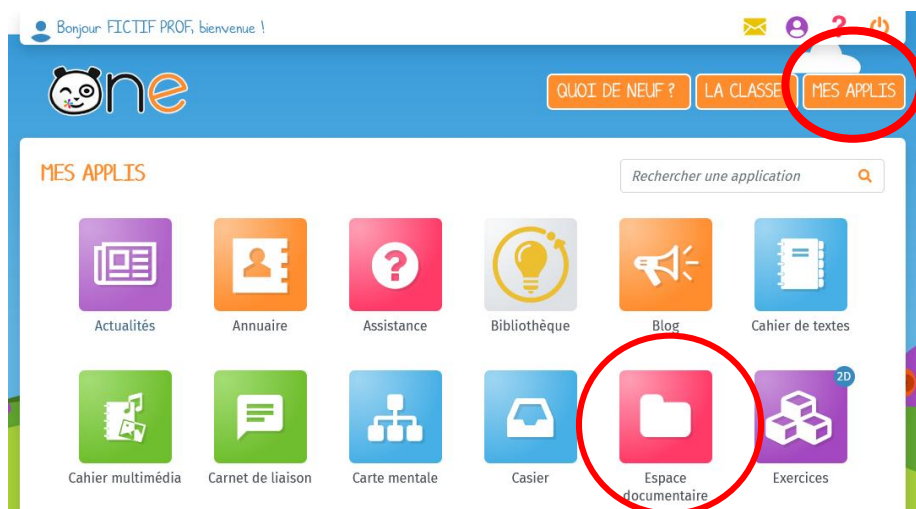 Bonjour FICTIF PROF, bienvenue !
?
one
QUOI DE NEUF ?
LA CLASSE
MES APPLIS
MES APPLIS
Rechercher une application
?
Actualités
Annuaire
Assistance
Bibliothèque
Blog
Cahier de textes
2D
Cahier multimédia
Carnet de liaison
Carte mentale
Casier
Espace
documentaire
Exercices